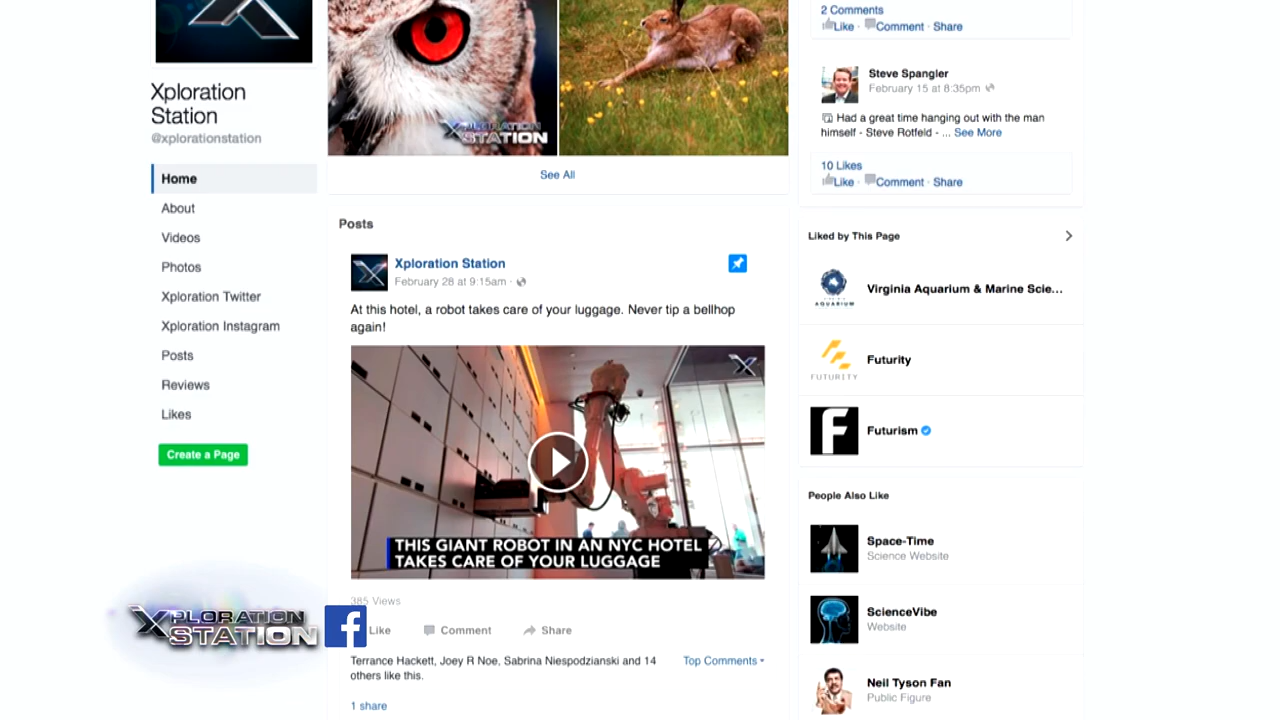 Xploration
Station
@xplorationstation
Home
About
Videos
Photos
Xploration Twitter
Xploration Instagram
Posts
Reviews
Likes
Create a Page
XPLORATION
STATION
See All
Posts
Xploration Station
February 28 at 9:15am ·
At this hotel, a robot takes care of your luggage. Never tip a bellhop
again!
THIS GIANT ROBOT IN AN NYC HOTEL
TAKES CARE OF YOUR LUGGAGE
385 Views
Like Comment Share
Terrance Hackett, Joey R Noe, Sabrina Niespodzianski and 14
others like this.
Top Comments
1 share
2 Comments
Like · Comment · Share
Steve Spangler
February 15 at 8:35pm
Had a great time hanging out with the man
himself - Steve Rotfeld - ... See More
10 Likes
Like · Comment · Share
Liked by This Page
VIRGINIA
AQUARIUM
Virginia Aquarium & Marine Scie...
FUTURITY
Futurity
F
Futurism
People Also Like
Space-Time
Science Website
ScienceVibe
Website
Neil Tyson Fan
Public Figure
XPLORATION
STATION
f